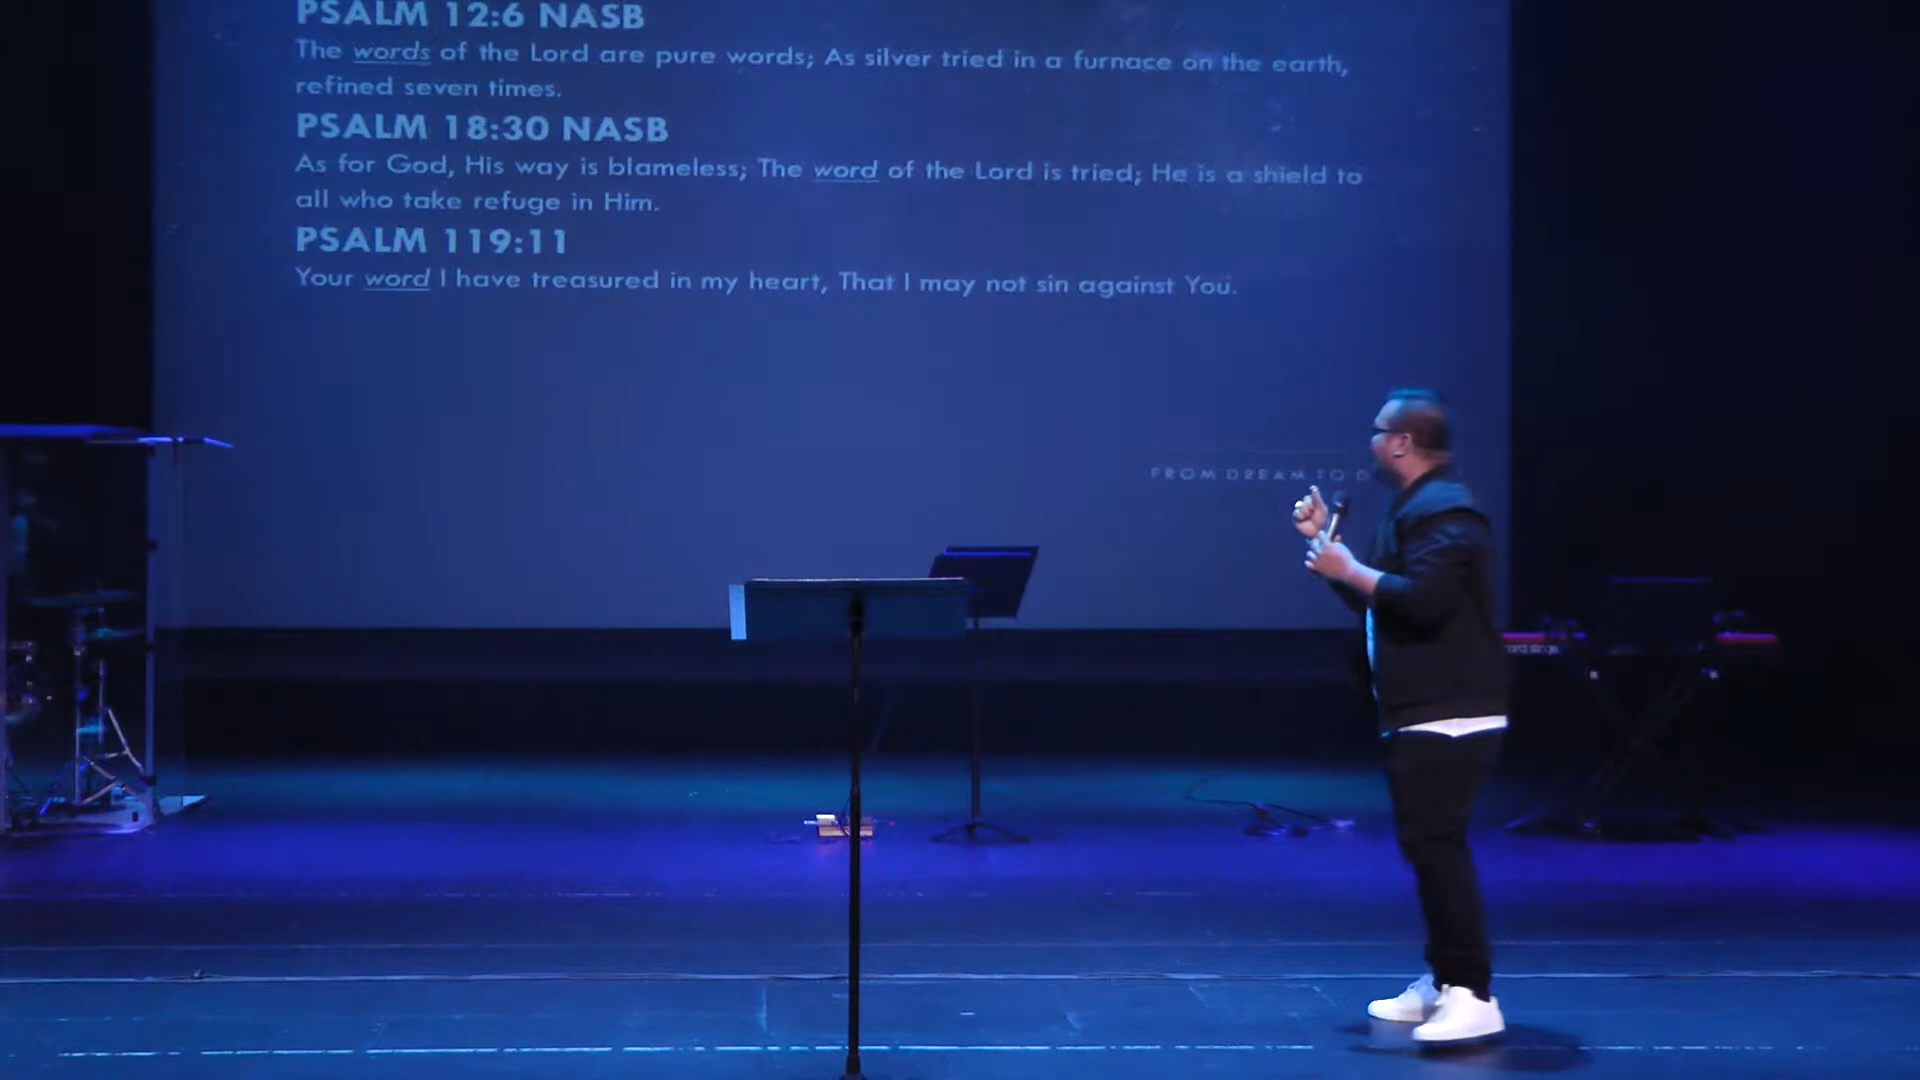 PSALM 12:6 NASB
The words of the Lord are pure words; As silver tried in a furnace on the earth,
refined seven times.
PSALM 18:30 NASB
As for God, His way is blameless; The word of the Lord is tried; He is a shield to
all who take refuge in Him.
PSALM 119:11
Your word I have treasured in my heart, That I may not sin against You.
FROM DREAM TO